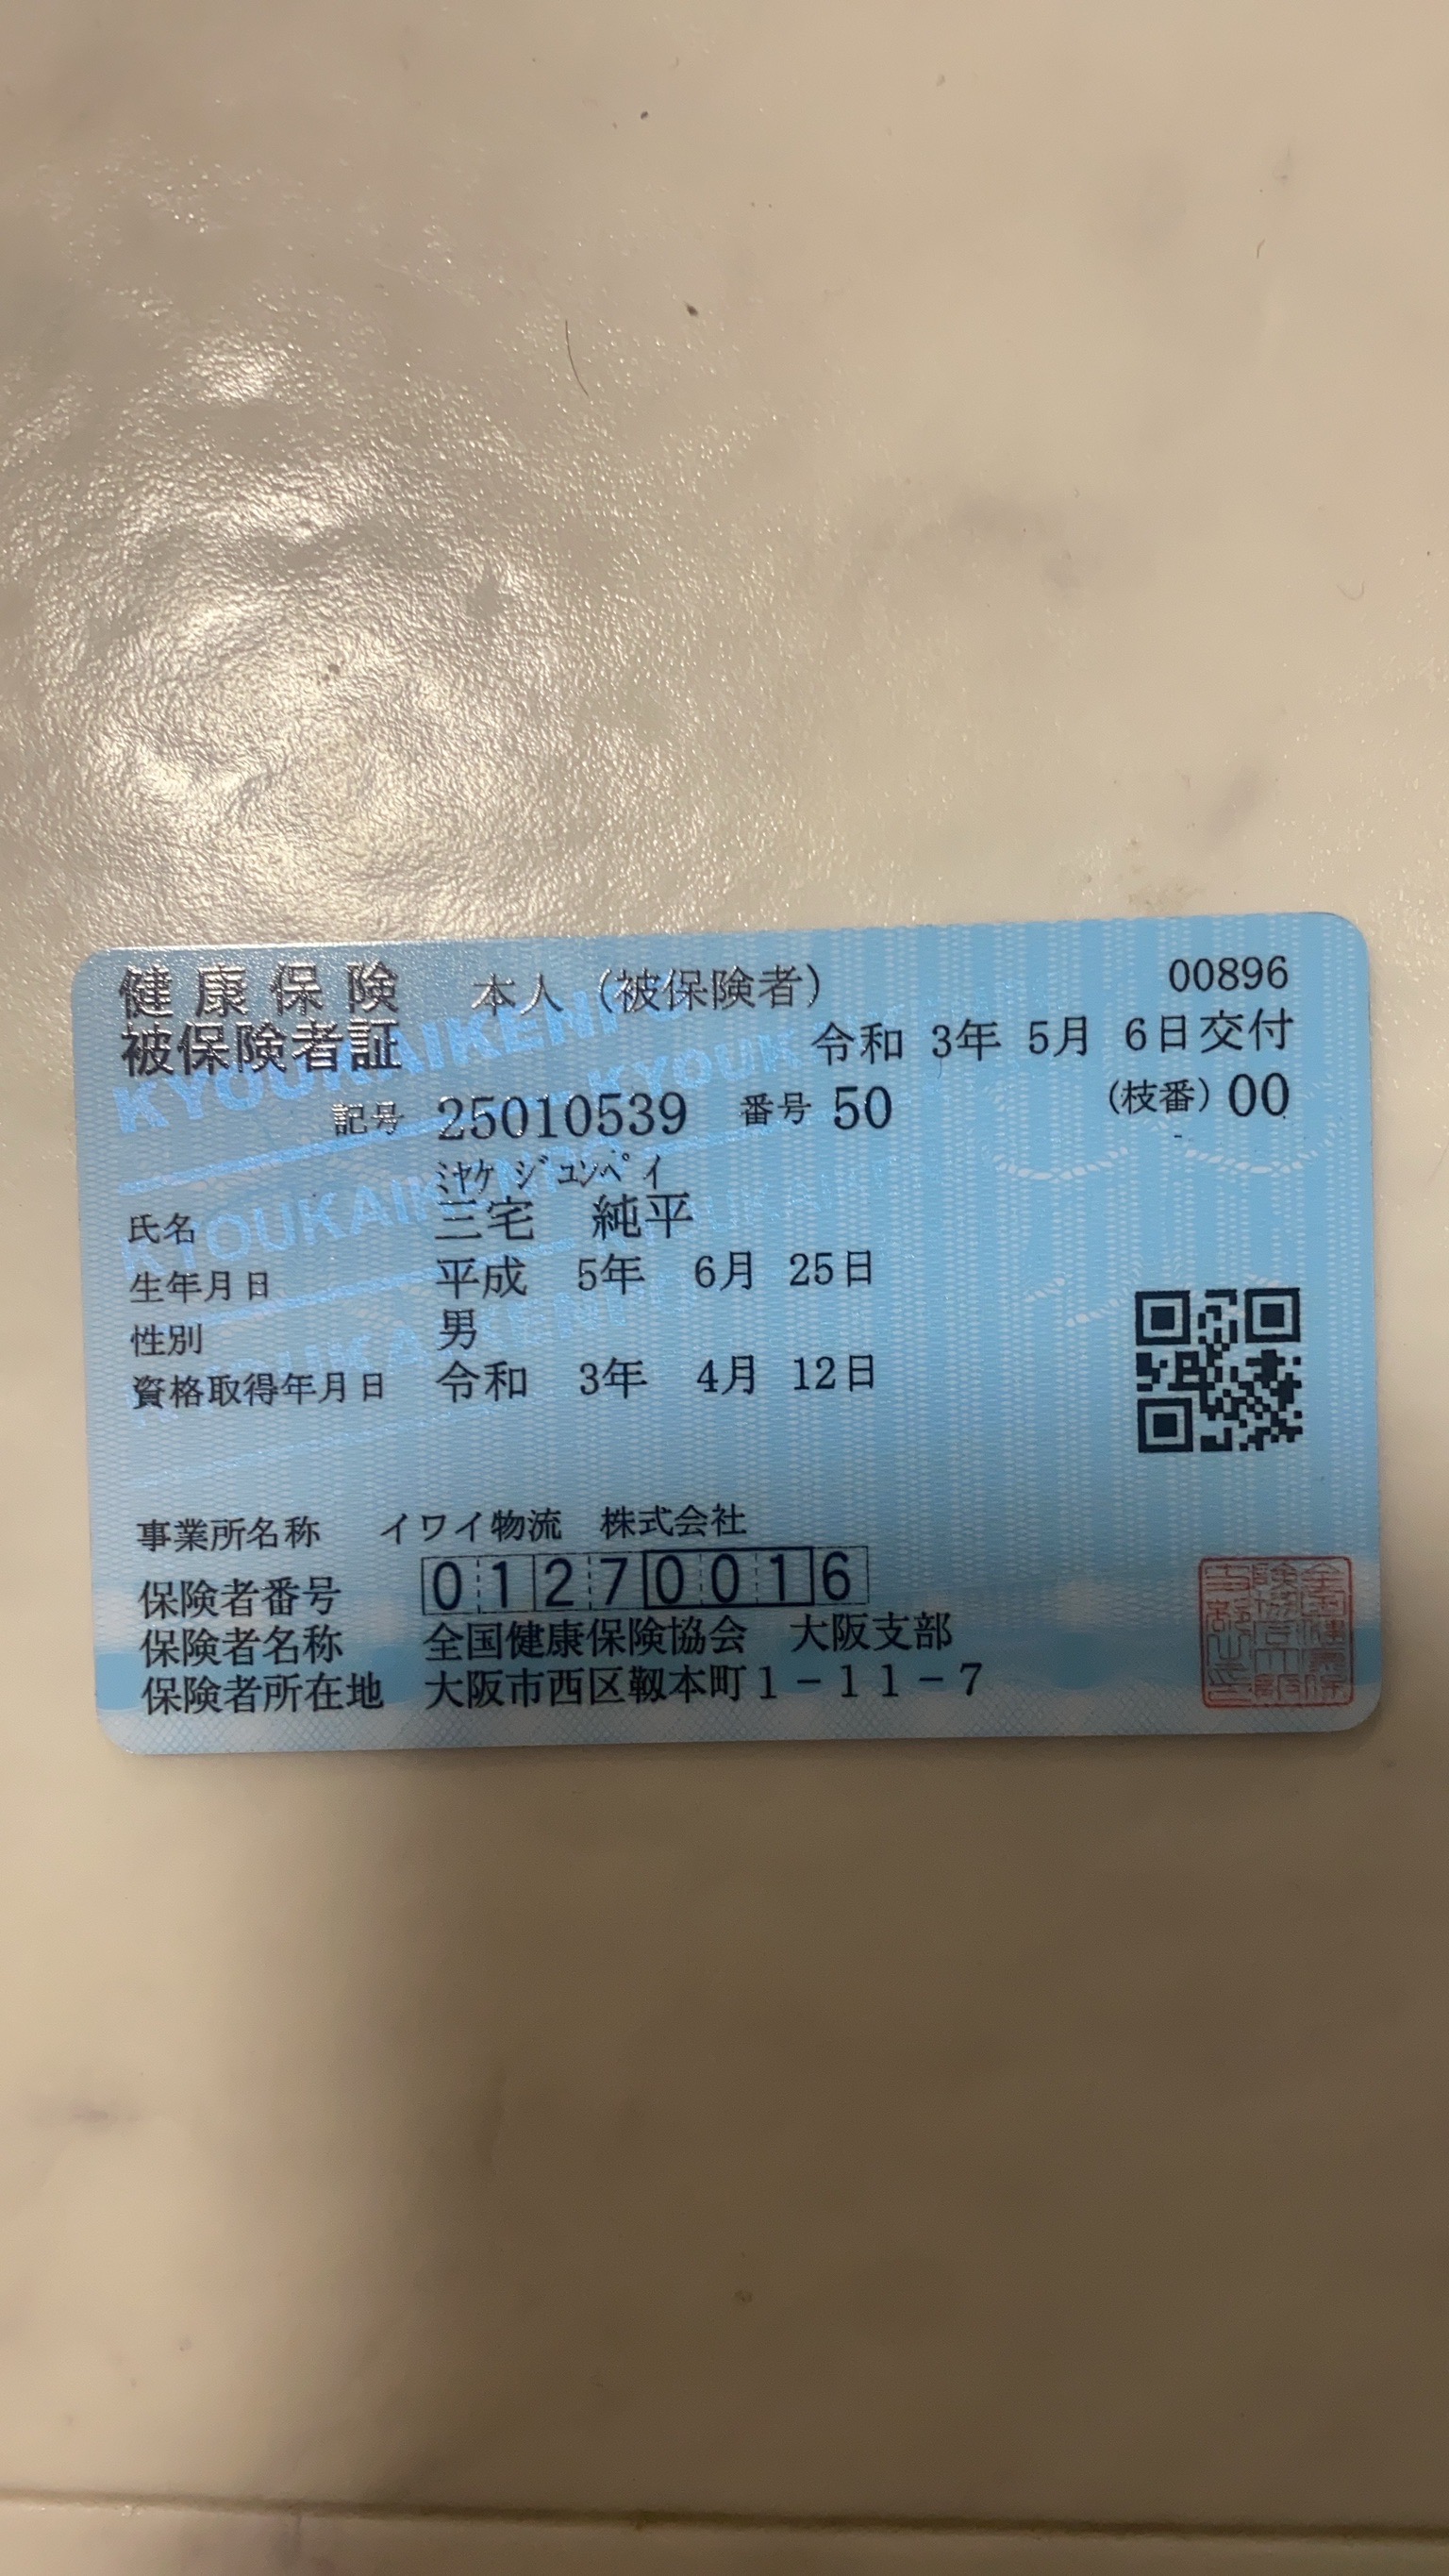 健康保険 本人（被保険者） 00896
被保険者証 令和 3年 5月 6日交付
記号 25010539 番号 50 (枝番) 00
ﾐﾔｹ ｼﾞﾕﾝﾍﾟｲ
氏名 三宅 純平
生年月日 平成 5年 6月 25日
性別 男
資格取得年月日 令和 3年 4月 12日
事業所名称 イワイ物流 株式会社
保険者番号 01270016
保険者名称 全国健康保険協会 大阪支部
保険者所在地 大阪市西区靱本町1－11－7